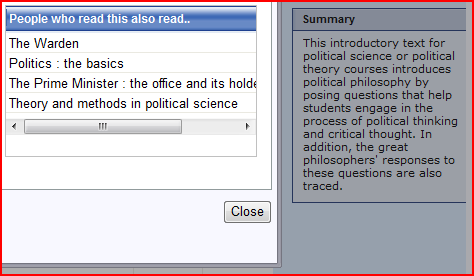 People who read this also read..
The Warden
Politics : the basics
The Prime Minister : the office and its holde
Theory and methods in political science
Close
Summary
This introductory text for
political science or political
theory courses introduces
political philosophy by
posing questions that help
students engage in the
process of political thinking
and critical thought. In
addition, the great
philosophers' responses to
these questions are also
traced.